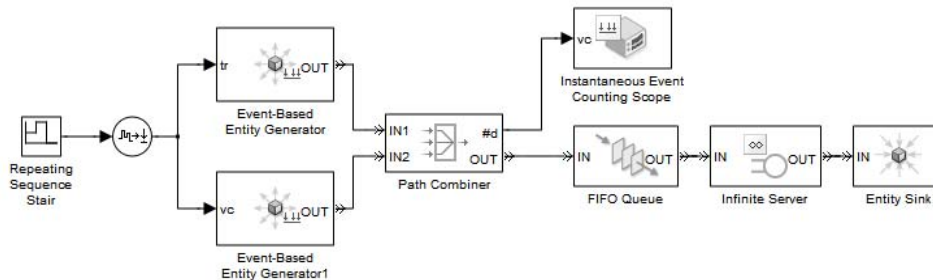 tr
OUT
Event-Based
Entity Generator
vc
Instantaneous Event
Counting Scope
Repeating
Sequence
Stair
IN1
#d
IN2
OUT
Path Combiner
IN
OUT
FIFO Queue
IN
∞
OUT
Infinite Server
IN
Entity Sink
vc
OUT
Event-Based
Entity Generator1